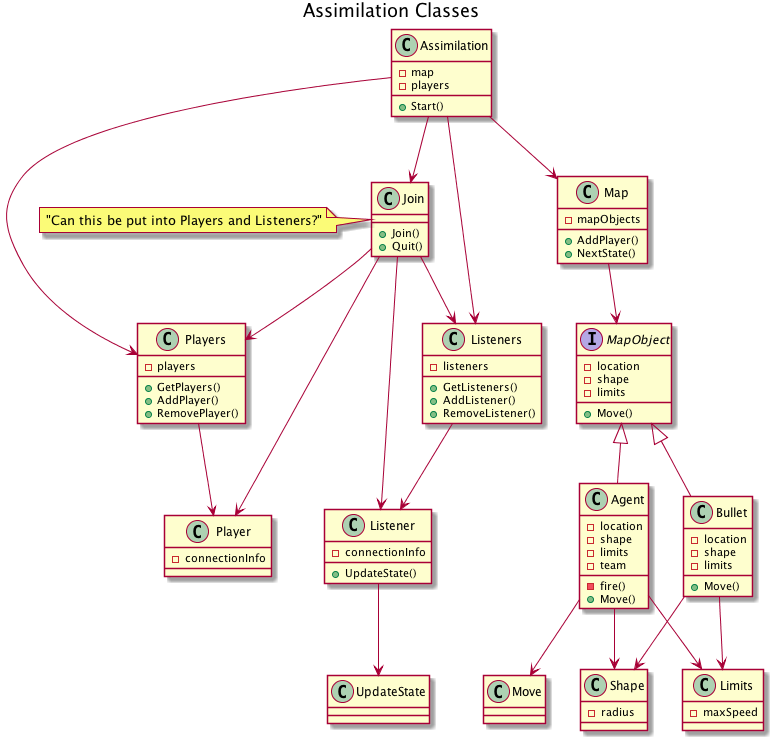 Assimilation Classes
C Assimilation
map
players
Start()
C Join
Join()
Quit()
"Can this be put into Players and Listeners?"
C Map
mapObjects
AddPlayer()
NextState()
C Players
players
GetPlayers()
AddPlayer()
RemovePlayer()
C Listeners
listeners
GetListeners()
AddListener()
RemoveListener()
I MapObject
location
shape
limits
Move()
C Player
connectionInfo
C Listener
connectionInfo
UpdateState()
C Agent
location
shape
limits
team
fire()
Move()
C Bullet
location
shape
limits
Move()
C UpdateState
C Move
C Shape
radius
C Limits
maxSpeed